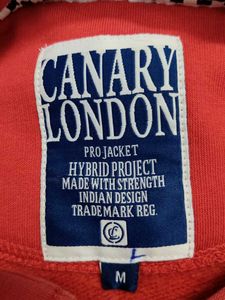 CANARY
LONDON
PRO JACKET
HYBRID PROJECT
MADE WITH STRENGTH
INDIAN DESIGN
TRADE MARK REG.
M